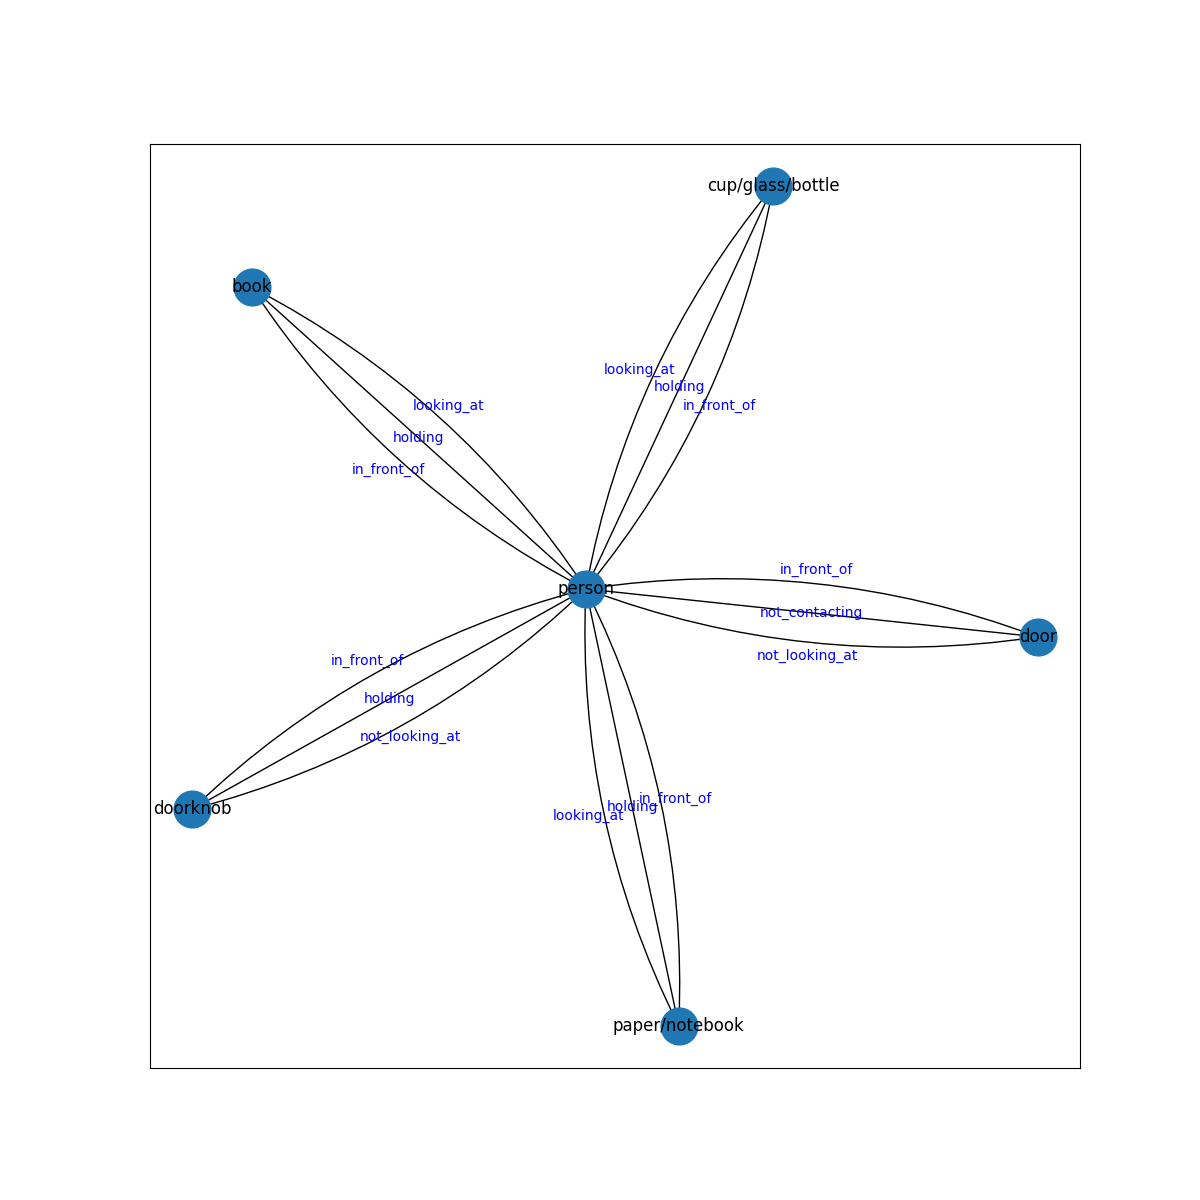 cup/glass/bottle
book
looking_at
holding
in_front_of
looking_at
holding
in_front_of
in_front_of
not_contacting
not_looking_at
person
door
in_front_of
holding
not_looking_at
doorknob
in_front_of
holding
looking_at
paper/notebook